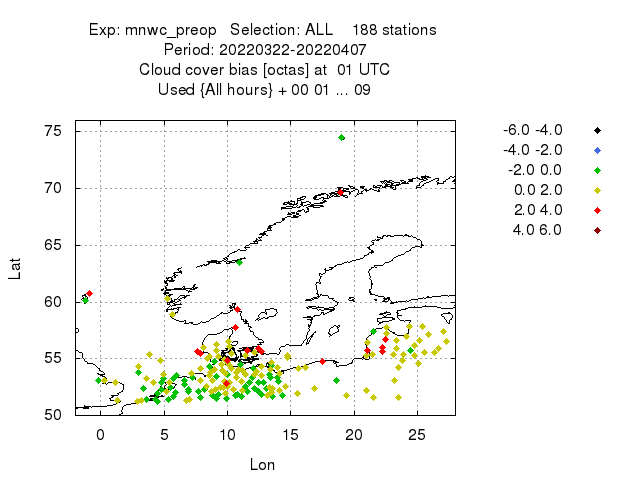 Exp: mnwc_preop   Selection: ALL    188 stations
Period: 20220322-20220407
Cloud cover bias [octas] at  01 UTC
Used {All hours} + 00 01 ... 09
75
70
65
60
55
50
0 5 10 15 20 25
Lat
Lon
-6.0 -4.0
-4.0 -2.0
-2.0 0.0
0.0 2.0
2.0 4.0
4.0 6.0